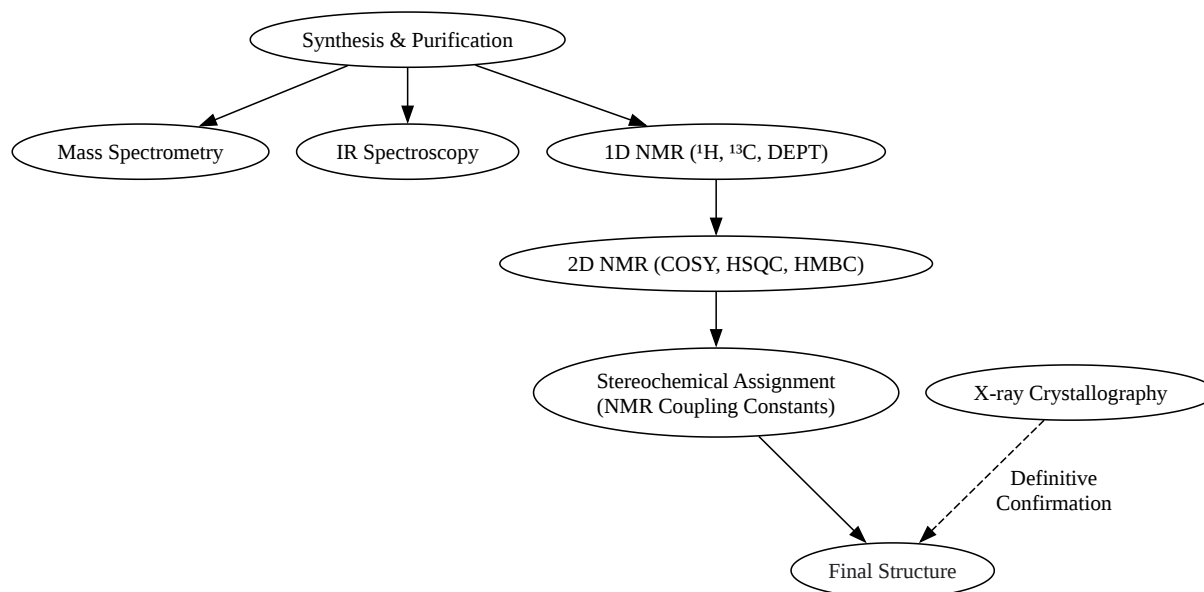 Synthesis & Purification
Mass Spectrometry
IR Spectroscopy
1D NMR (¹H, ¹³C, DEPT)
2D NMR (COSY, HSQC, HMBC)
Stereochemical Assignment
(NMR Coupling Constants)
X-ray Crystallography
Definitive
Confirmation
Final Structure